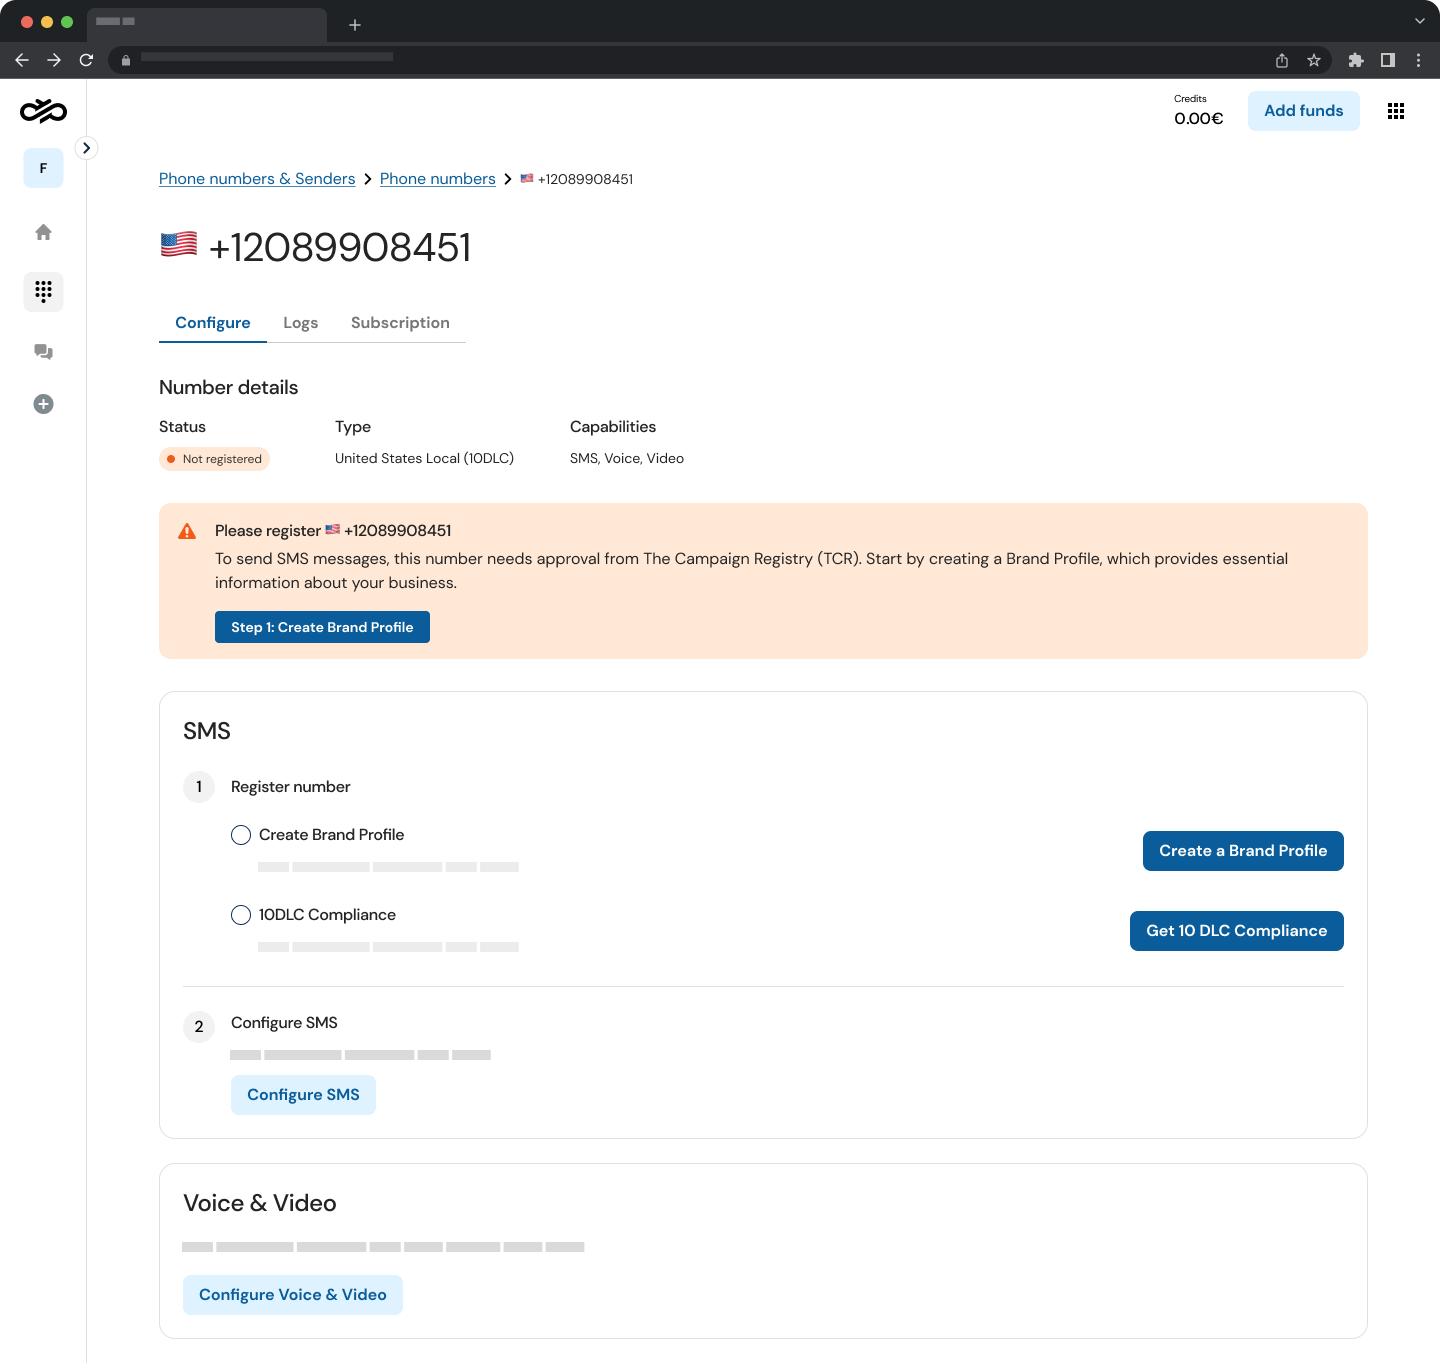 Credits
0.00€
Add funds
F
Phone numbers & Senders
Phone numbers
+12089908451
+12089908451
Configure
Logs
Subscription
Number details
Status
Type
Capabilities
Not registered
United States Local (10DLC)
SMS, Voice, Video
Please register +12089908451
To send SMS messages, this number needs approval from The Campaign Registry (TCR). Start by creating a Brand Profile, which provides essential
information about your business.
Step 1: Create Brand Profile
SMS
1
Register number
Create Brand Profile
Create a Brand Profile
10DLC Compliance
Get 10 DLC Compliance
2
Configure SMS
Configure SMS
Voice & Video
Configure Voice & Video